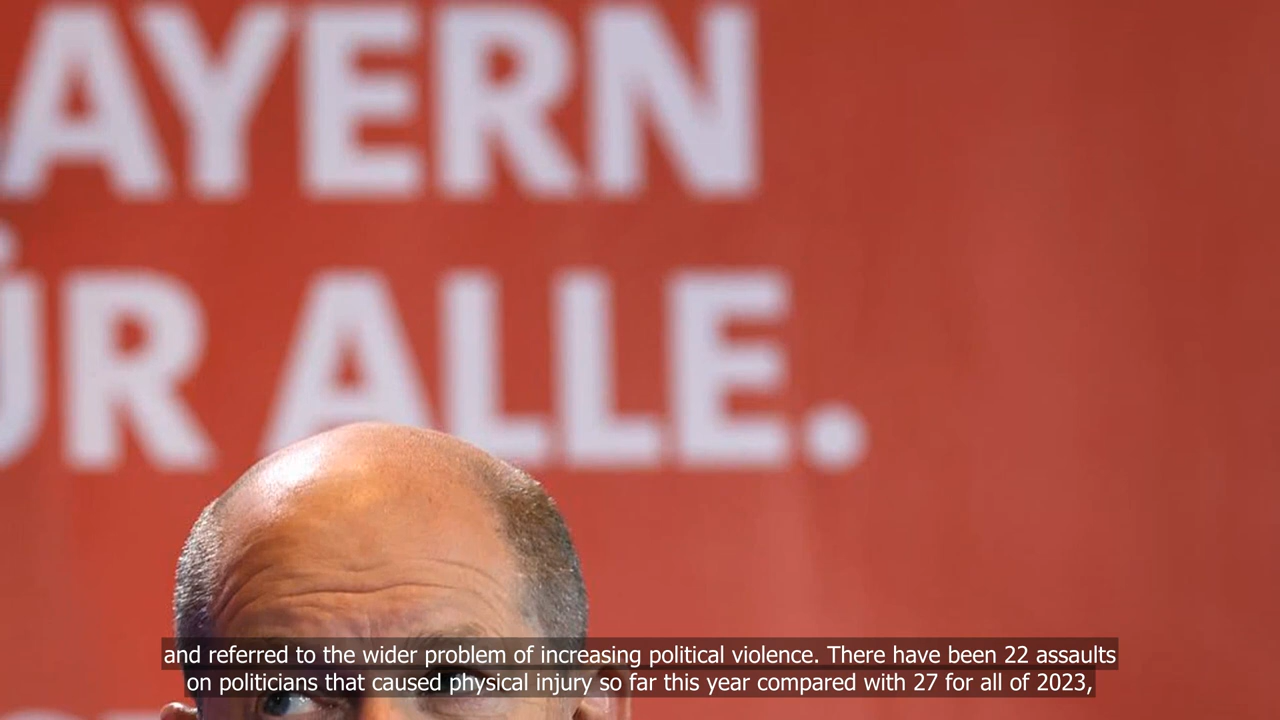 AYERN
ÜR ALLE.
and referred to the wider problem of increasing political violence. There have been 22 assaults
on politicians that caused physical injury so far this year compared with 27 for all of 2023,